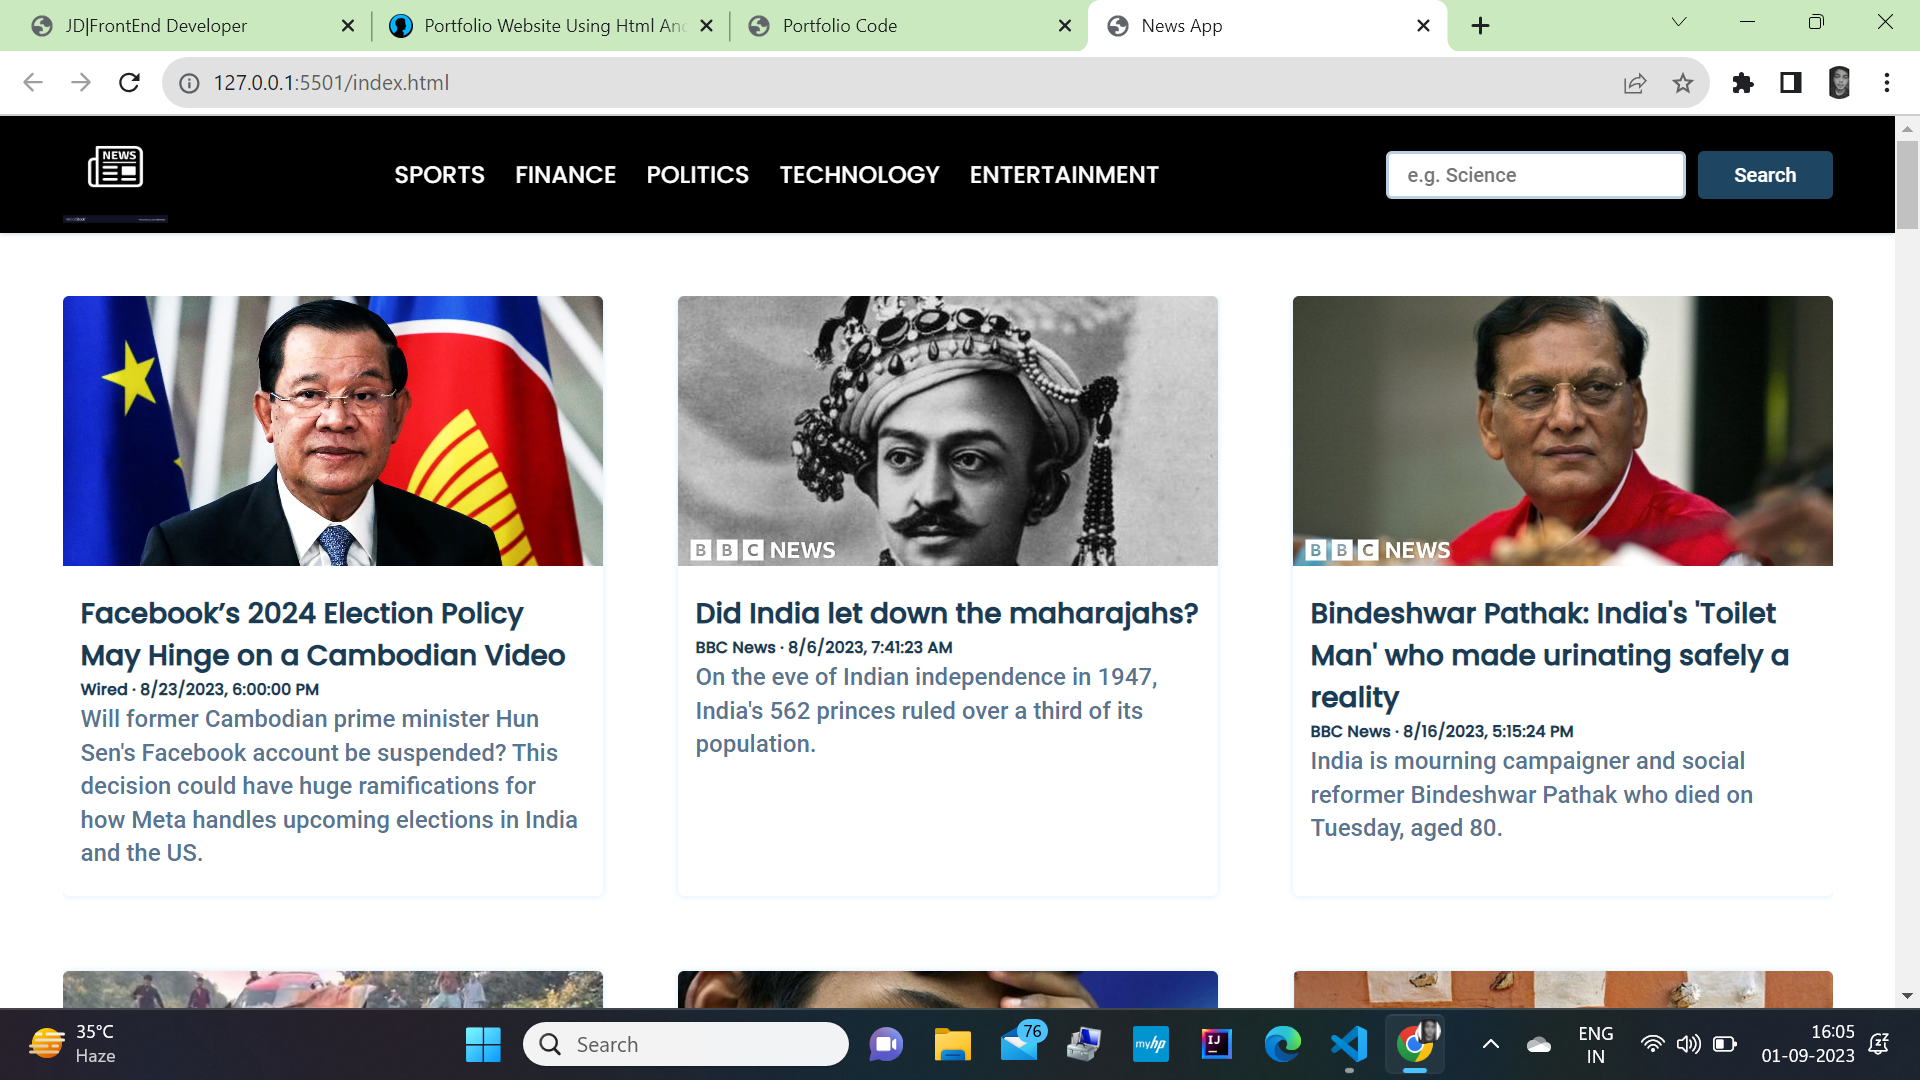 JD|FrontEnd Developer
Portfolio Website Using Html And
Portfolio Code
News App
127.0.0.1:5501/index.html
NEWS
SPORTS FINANCE POLITICS TECHNOLOGY ENTERTAINMENT
e.g. Science
Search
BBC NEWS
BBC NEWS
Facebook’s 2024 Election Policy
May Hinge on a Cambodian Video
Wired · 8/23/2023, 6:00:00 PM
Will former Cambodian prime minister Hun
Sen's Facebook account be suspended? This
decision could have huge ramifications for
how Meta handles upcoming elections in India
and the US.
Did India let down the maharajahs?
BBC News · 8/6/2023, 7:41:23 AM
On the eve of Indian independence in 1947,
India's 562 princes ruled over a third of its
population.
Bindeshwar Pathak: India's 'Toilet
Man' who made urinating safely a
reality
BBC News · 8/16/2023, 5:15:24 PM
India is mourning campaigner and social
reformer Bindeshwar Pathak who died on
Tuesday, aged 80.
35°C
Haze
Search
76
myhp
IJ
ENG
IN
16:05
01-09-2023